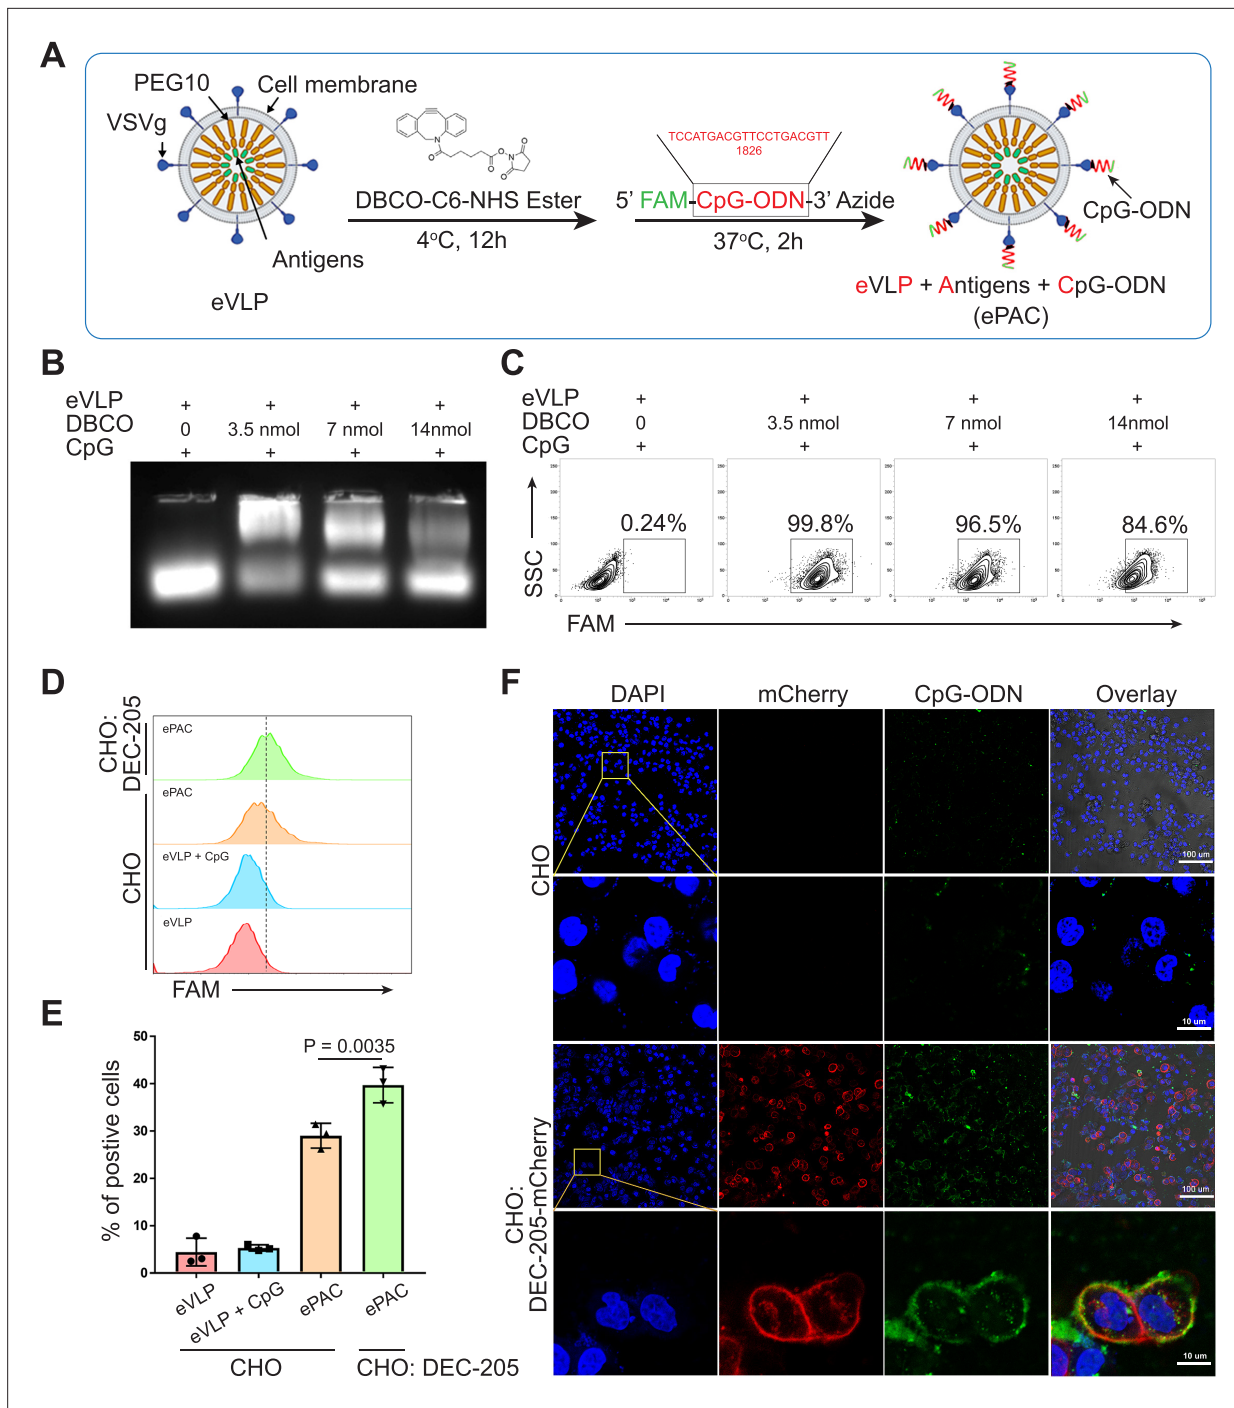 A
PEG10
Cell membrane
VSVg
Antigens
eVLP
DBCO-C6-NHS Ester
4°C, 12h
TCCATGACGTTCCTGACGTT
1826
5' FAM-CpG-ODN-3' Azide
37°C, 2h
CpG-ODN
eVLP + Antigens + CpG-ODN
(ePAC)
B
eVLP + + + +
DBCO 0 3.5 nmol 7 nmol 14nmol
CpG + + + +
C
eVLP + + + +
DBCO 0 3.5 nmol 7 nmol 14nmol
CpG + + + +
0.24% 99.8% 96.5% 84.6%
SSC
FAM
D
CHO:
DEC-205
CHO
ePAC
ePAC
eVLP + CpG
eVLP
FAM
E
% of postive cells
50
40
30
20
10
0
P = 0.0035
eVLP
eVLP + CpG
ePAC
ePAC
CHO
CHO: DEC-205
F
DAPI mCherry CpG-ODN Overlay
CHO
100 um
10 um
CHO:
DEC-205-mCherry
100 um
10 um